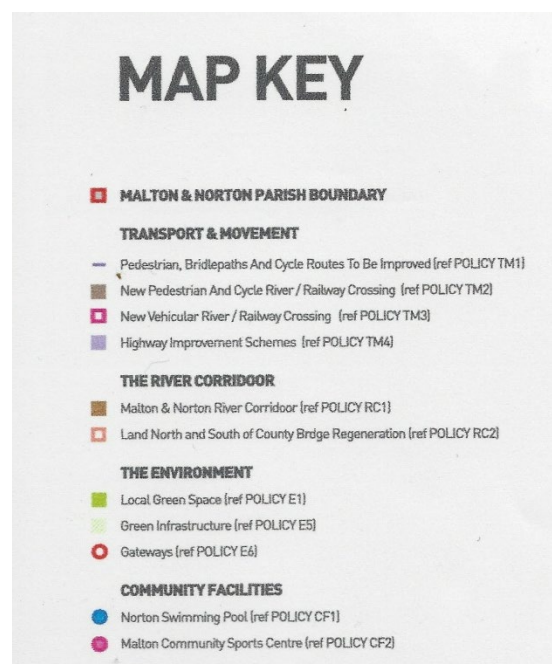 MAP KEY
MALTON & NORTON PARISH BOUNDARY
TRANSPORT & MOVEMENT
Pedestrian, Bridlepaths And Cycle Routes To Be Improved (ref POLICY TM1)
New Pedestrian And Cycle River / Railway Crossing (ref POLICY TM2)
New Vehicular River / Railway Crossing (ref POLICY TM3)
Highway Improvement Schemes (ref POLICY TM4)
THE RIVER CORRIDOOR
Malton & Norton River Corridor (ref POLICY RC1)
Land North and South of County Brdge Regeneration (ref POLICY RC2)
THE ENVIRONMENT
Local Green Space (ref POLICY E1)
Green Infrastructure (ref POLICY E5)
Gateways (ref POLICY E6)
COMMUNITY FACILITIES
Norton Swimming Pool (ref POLICY CF1)
Malton Community Sports Centre (ref POLICY CF2)